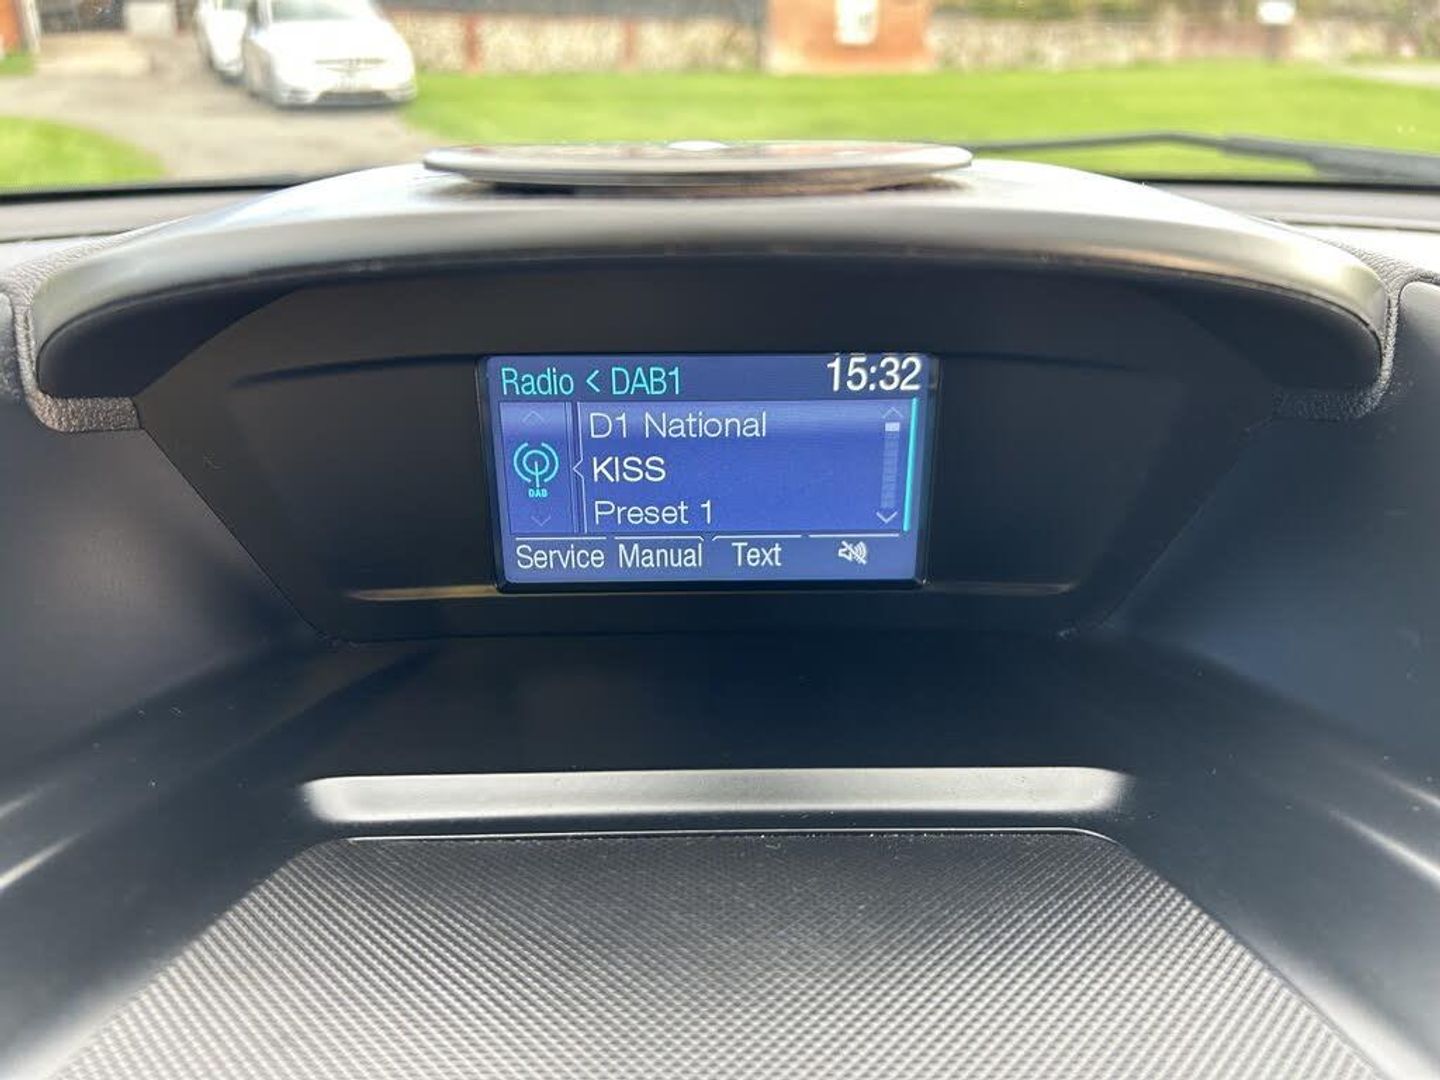 Radio < DAB1 15:32
D1 National
KISS
DAB
Preset 1
Service Manual Text